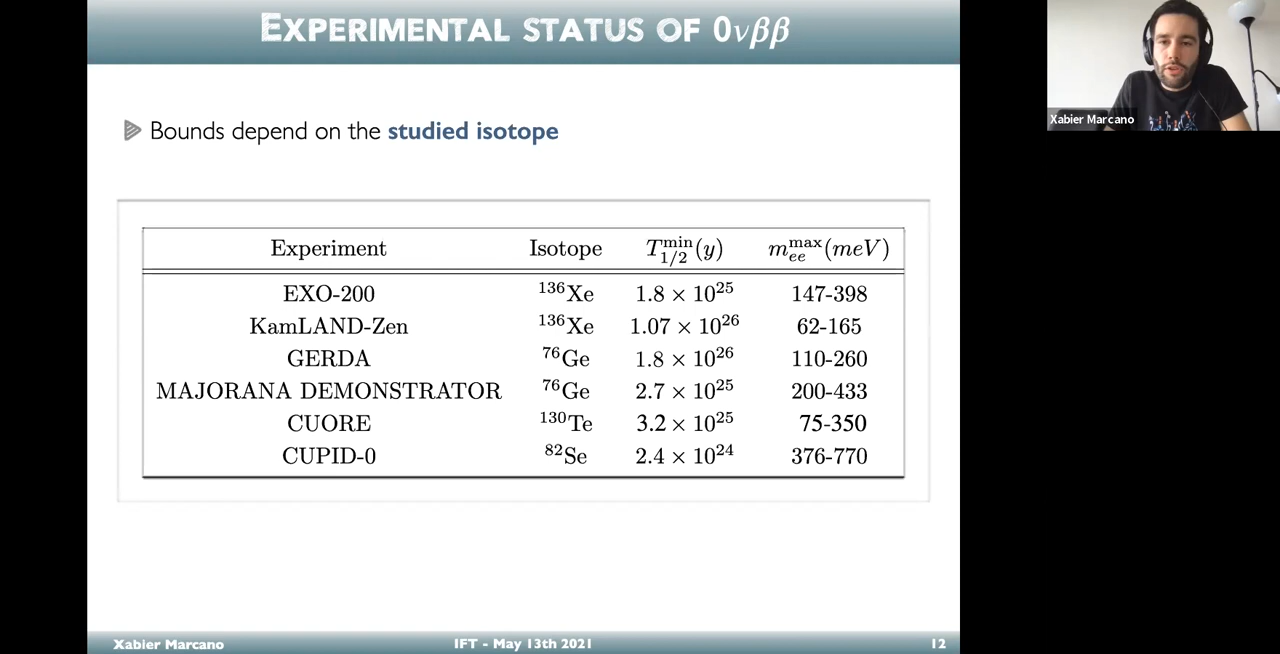 EXPERIMENTAL STATUS OF 0νββ
Xabier Marcano
Bounds depend on the studied isotope
Experiment Isotope T_{1/2}^{min}(y) m_{ee}^{max}(meV)
EXO-200 ¹³⁶Xe 1.8 × 10²⁵ 147-398
KamLAND-Zen ¹³⁶Xe 1.07 × 10²⁶ 62-165
GERDA ⁷⁶Ge 1.8 × 10²⁶ 110-260
MAJORANA DEMONSTRATOR ⁷⁶Ge 2.7 × 10²⁵ 200-433
CUORE ¹³⁰Te 3.2 × 10²⁵ 75-350
CUPID-0 ⁸²Se 2.4 × 10²⁴ 376-770
Xabier Marcano IFT - May 13th 2021 12